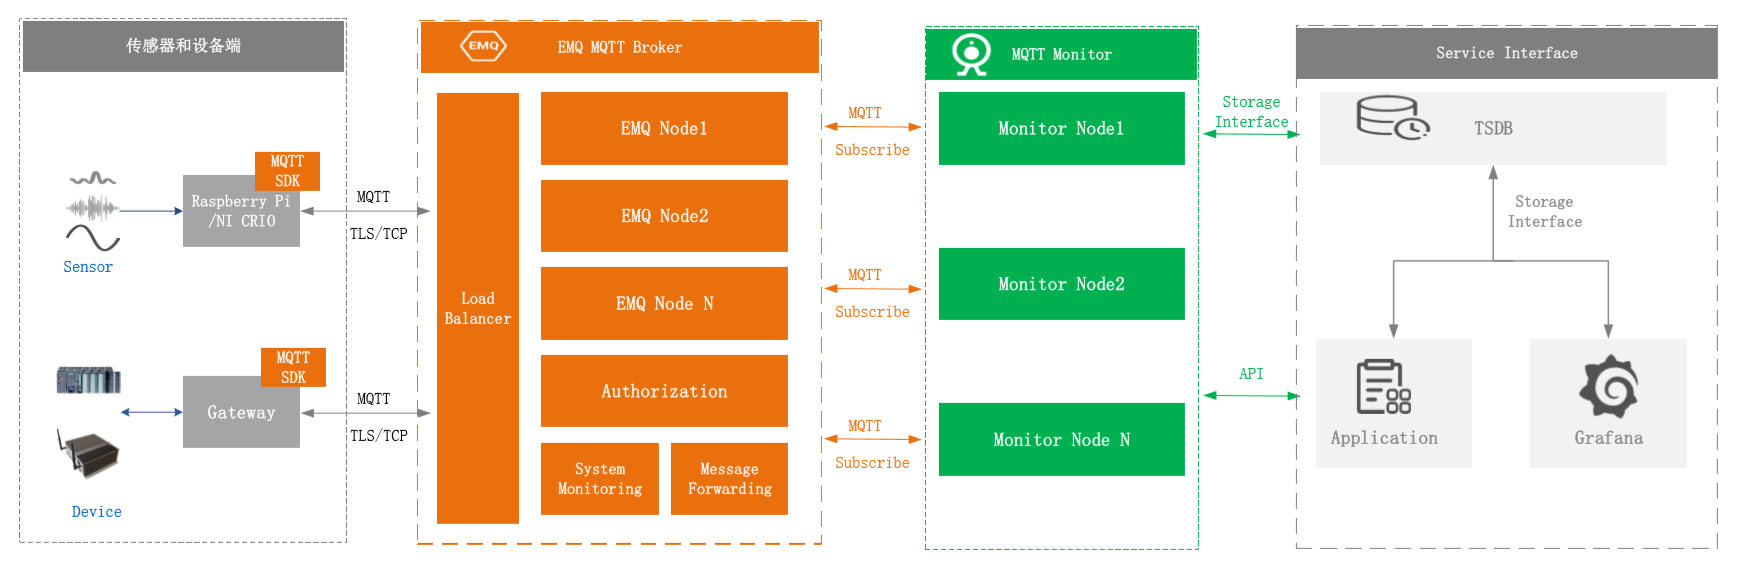 传感器和设备端
MQTT
SDK
Raspberry Pi
/NI CRIO
Sensor
MQTT
SDK
Gateway
Device
MQTT
TLS/TCP
MQTT
TLS/TCP
EMQ
EMQ MQTT Broker
Load
Balancer
EMQ Node1
EMQ Node2
EMQ Node N
Authorization
System
Monitoring
Message
Forwarding
MQTT
Subscribe
MQTT
Subscribe
MQTT
Subscribe
MQTT Monitor
Monitor Node1
Monitor Node2
Monitor Node N
Storage
Interface
API
Service Interface
TSDB
Storage
Interface
Application
Grafana